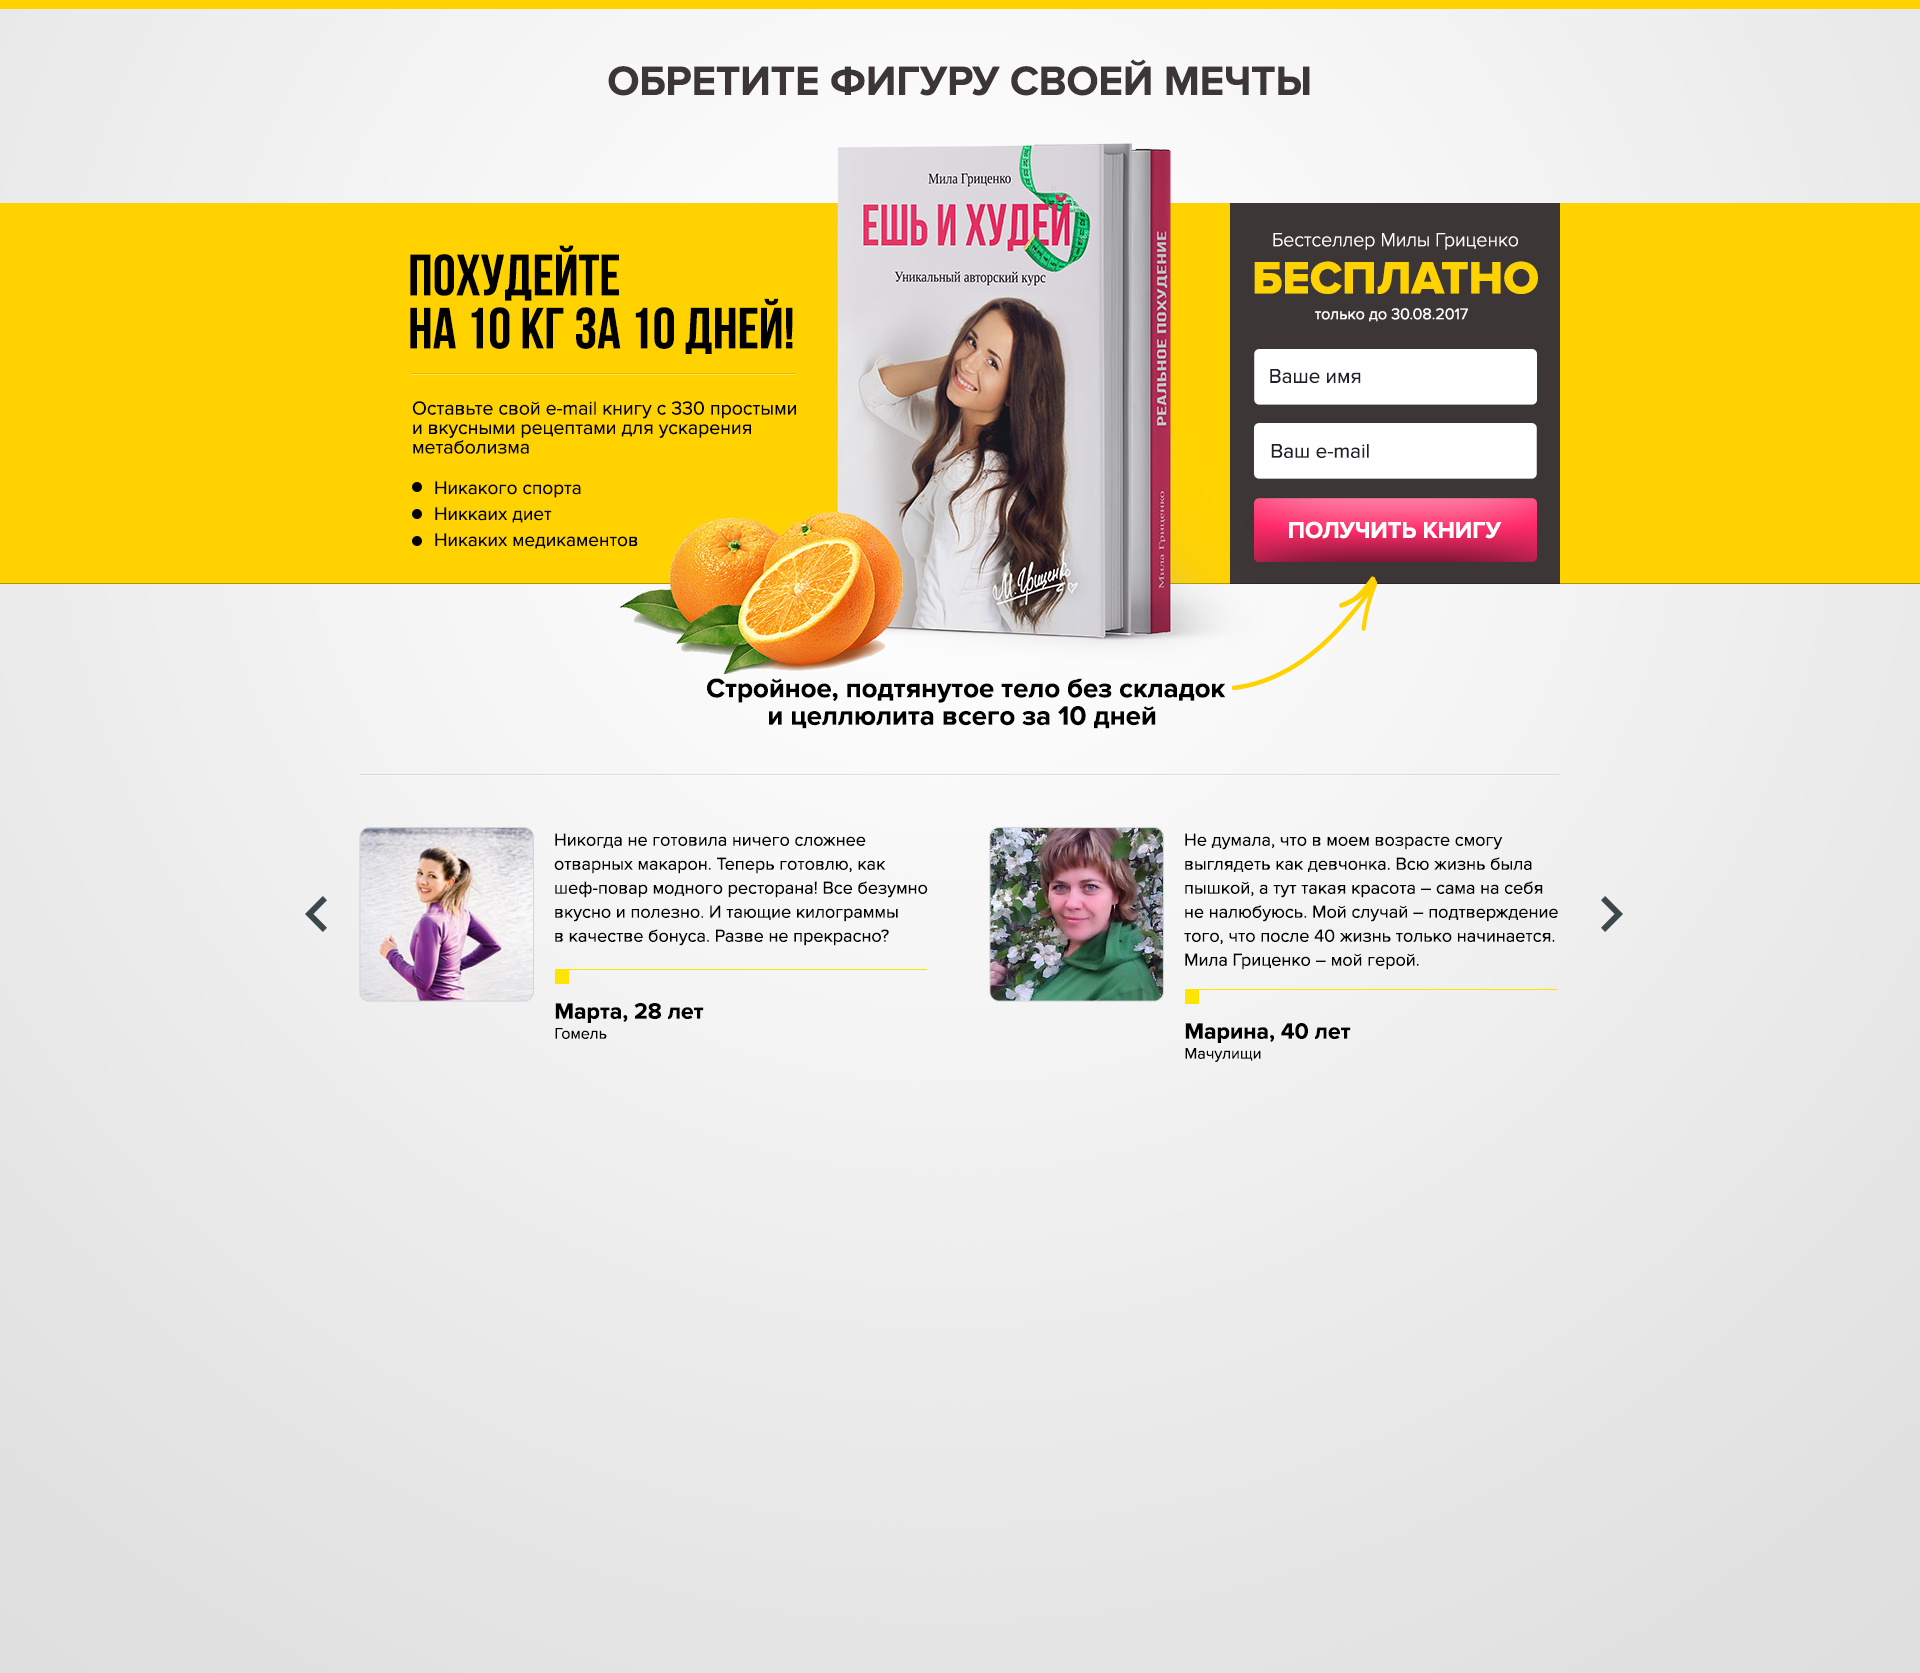 ОБРЕТИТЕ ФИГУРУ СВОЕЙ МЕЧТЫ
ПОХУДЕЙТЕ
НА 10 КГ ЗА 10 ДНЕЙ!
Оставьте свой e-mail книгу с 330 простыми
и вкусными рецептами для ускарения
метаболизма
Никакого спорта
Никкаих диет
Никаких медикаментов
Мила Гриценко
ЕШЬ И ХУДЕЙ
Уникальный авторский курс
М. Гриценко
РЕАЛЬНОЕ ПОХУДЕНИЕ
Мила Гриценко
Бестселлер Милы Гриценко
БЕСПЛАТНО
только до 30.08.2017
Ваше имя
Ваш e-mail
ПОЛУЧИТЬ КНИГУ
Стройное, подтянутое тело без складок
и целлюлита всего за 10 дней
Никогда не готовила ничего сложнее
отварных макарон. Теперь готовлю, как
шеф-повар модного ресторана! Все безумно
вкусно и полезно. И тающие килограммы
в качестве бонуса. Разве не прекрасно?
Марта, 28 лет
Гомель
Не думала, что в моем возрасте смогу
выглядеть как девчонка. Всю жизнь была
пышкой, а тут такая красота – сама на себя
не налюбуюсь. Мой случай – подтверждение
того, что после 40 жизнь только начинается.
Мила Гриценко – мой герой.
Марина, 40 лет
Мачулищи